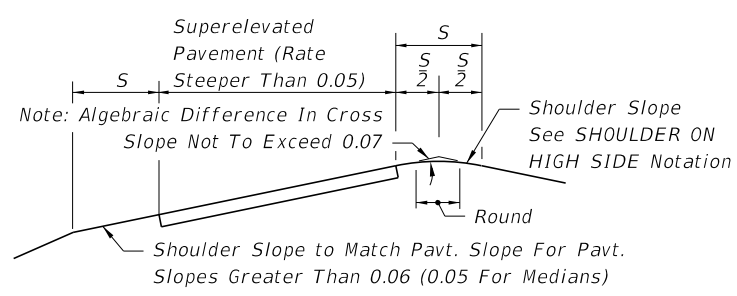 Superelevated
Pavement (Rate
Steeper Than 0.05)
S
S
S
2
S
2
Note: Algebraic Difference In Cross
Slope Not To Exceed 0.07
Shoulder Slope
See SHOULDER ON
HIGH SIDE Notation
Round
Shoulder Slope to Match Pavt. Slope For Pavt.
Slopes Greater Than 0.06 (0.05 For Medians)